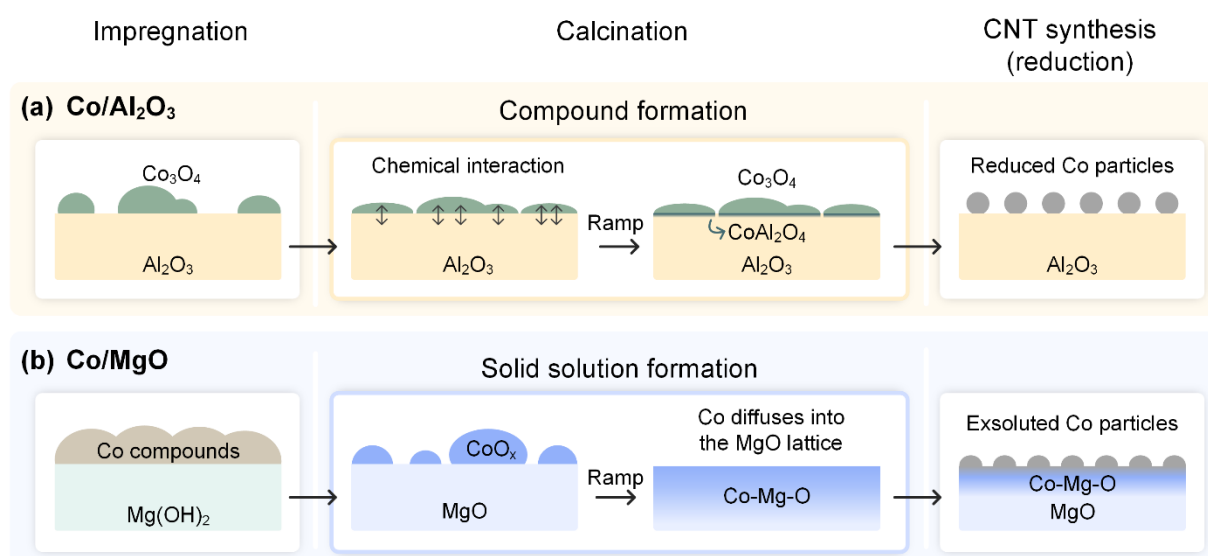 Impregnation
Calcination
CNT synthesis
(reduction)
(a) Co/Al₂O₃
Compound formation
Co₃O₄
Al₂O₃
Chemical interaction
Al₂O₃
Ramp
Co₃O₄
CoAl₂O₄
Al₂O₃
Reduced Co particles
Al₂O₃
(b) Co/MgO
Solid solution formation
Co compounds
Mg(OH)₂
CoOₓ
MgO
Ramp
Co diffuses into
the MgO lattice
Co-Mg-O
Exsoluted Co particles
Co-Mg-O
MgO